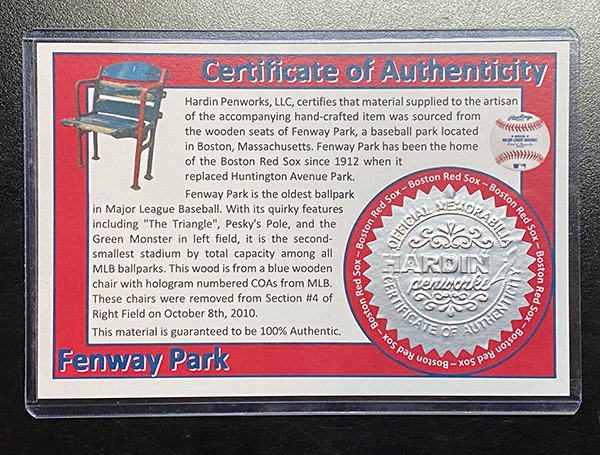 Certificate of Authenticity
Hardin Penworks, LLC, certifies that material supplied to the artisan
of the accompanying hand-crafted item was sourced from
the wooden seats of Fenway Park, a baseball park located
in Boston, Massachusetts. Fenway Park has been the home
of the Boston Red Sox since 1912 when it
replaced Huntington Avenue Park.
Fenway Park is the oldest ballpark
in Major League Baseball. With its quirky features
including "The Triangle", Pesky's Pole, and the
Green Monster in left field, it is the second-
smallest stadium by total capacity among all
MLB ballparks. This wood is from a blue wooden
chair with hologram numbered COAs from MLB.
These chairs were removed from Section #4 of
Right Field on October 8th, 2010.
This material is guaranteed to be 100% Authentic.
Fenway Park
Rawlings
Boston Red Sox – Boston Red Sox – Boston Red Sox – Boston Red Sox – Boston Red Sox – Boston Red Sox – Boston Red Sox –
OFFICIAL MEMORABILIA
HARDIN
penworks
CERTIFICATE OF AUTHENTICITY